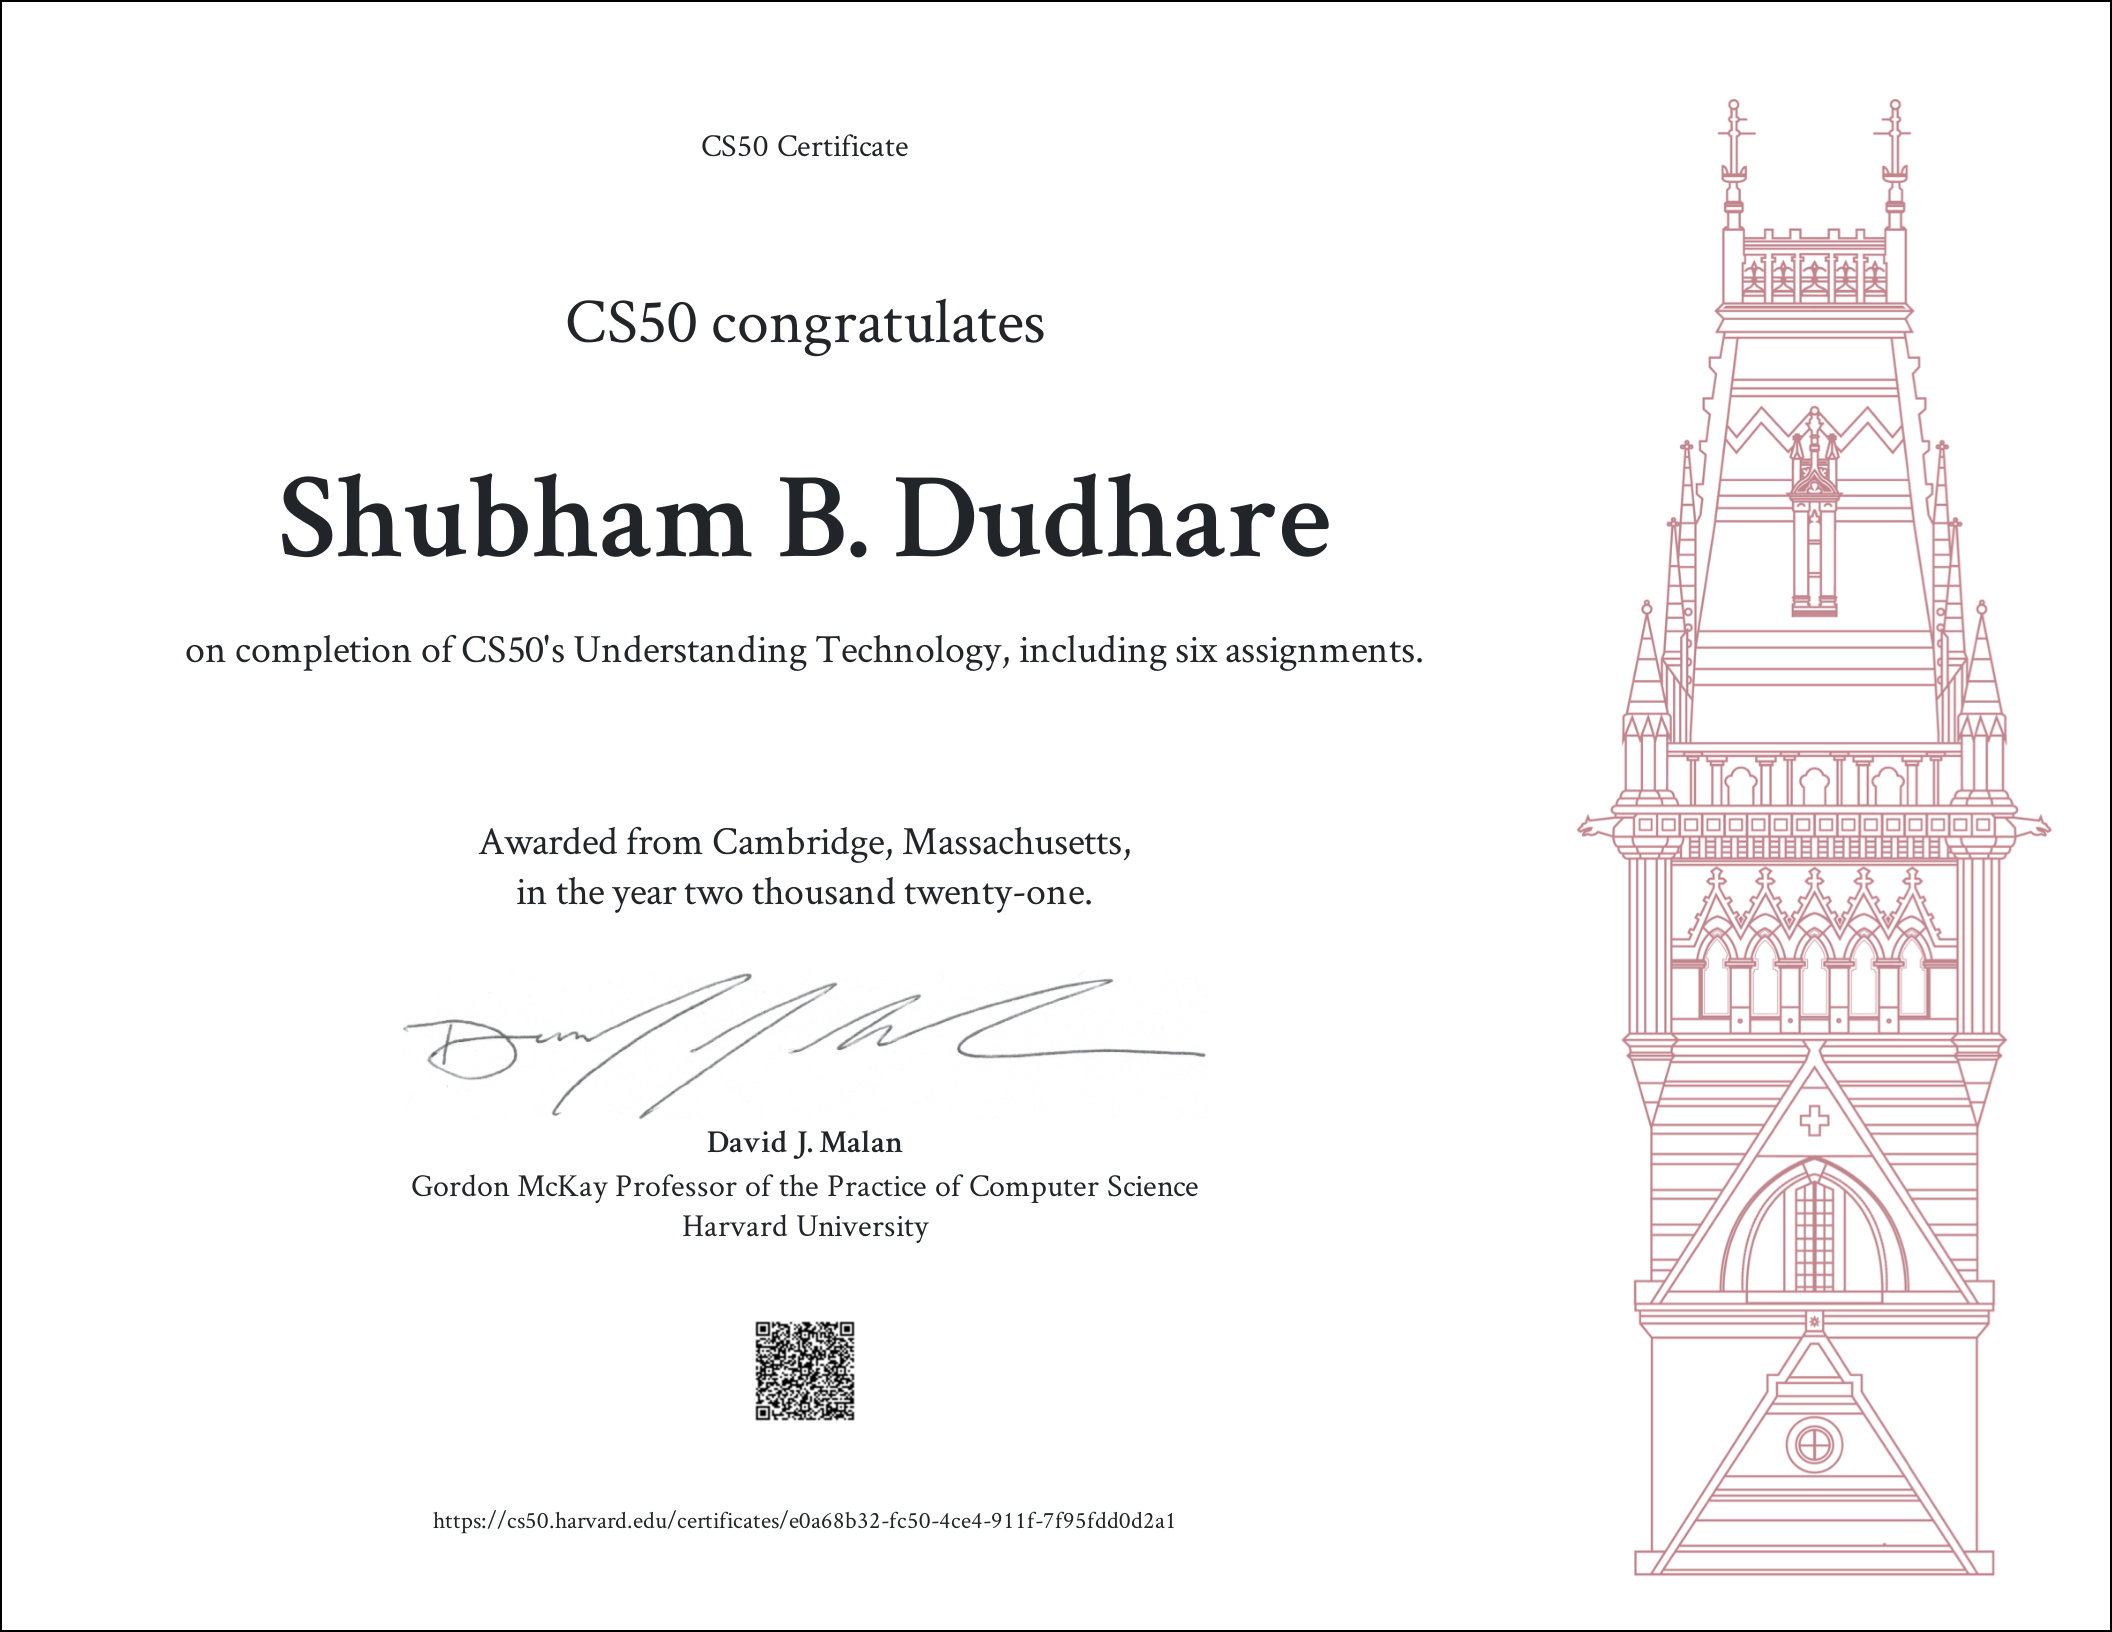 CS50 Certificate
CS50 congratulates
Shubham B. Dudhare
on completion of CS50's Understanding Technology, including six assignments.
Awarded from Cambridge, Massachusetts,
in the year two thousand twenty-one.
David J. Malan
Gordon McKay Professor of the Practice of Computer Science
Harvard University
https://cs50.harvard.edu/certificates/e0a68b32-fc50-4ce4-911f-7f95fdd0d2a1